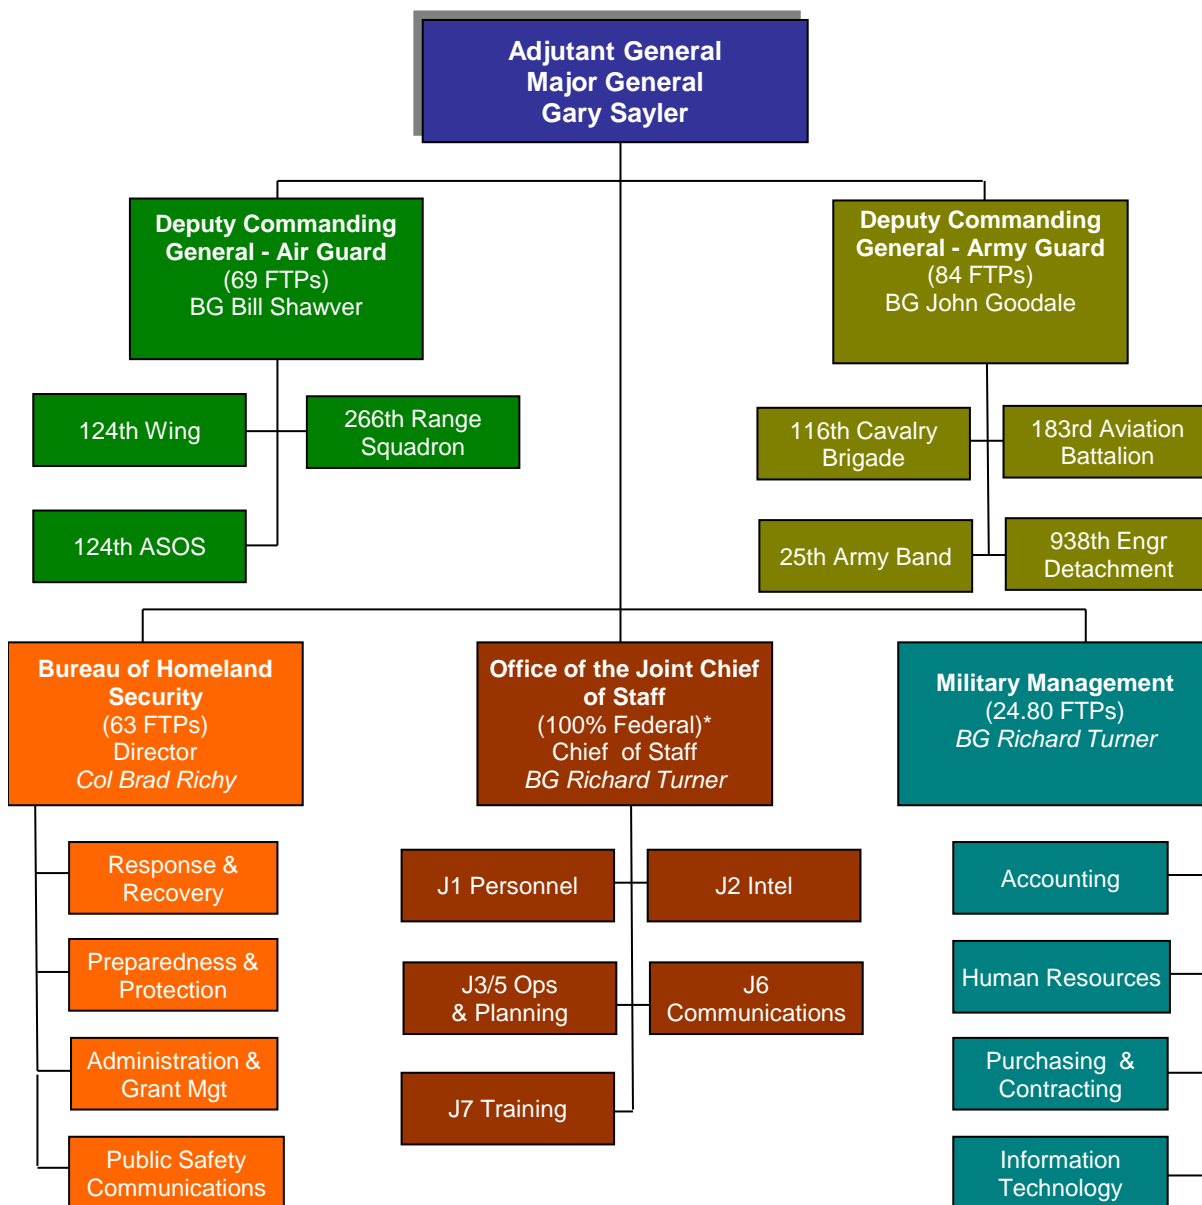 Adjutant General
Major General
Gary Sayler
Deputy Commanding
General - Air Guard
(69 FTPs)
BG Bill Shawver
Deputy Commanding
General - Army Guard
(84 FTPs)
BG John Goodale
124th Wing
266th Range
Squadron
124th ASOS
116th Cavalry
Brigade
183rd Aviation
Battalion
25th Army Band
938th Engr
Detachment
Bureau of Homeland
Security
(63 FTPs)
Director
Col Brad Richy
Office of the Joint Chief
of Staff
(100% Federal)*
Chief of Staff
BG Richard Turner
Military Management
(24.80 FTPs)
BG Richard Turner
Response &
Recovery
Preparedness &
Protection
Administration &
Grant Mgt
Public Safety
Communications
J1 Personnel
J2 Intel
J3/5 Ops
& Planning
J6
Communications
J7 Training
Accounting
Human Resources
Purchasing &
Contracting
Information
Technology